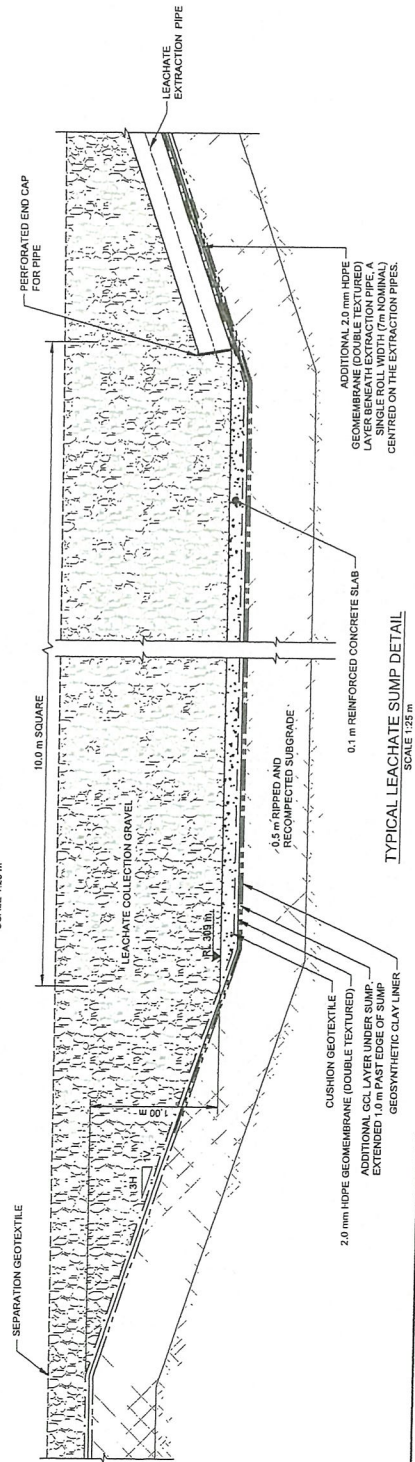 SEPARATION GEOTEXTILE
10.0 m SQUARE
PERFORATED END CAP
FOR PIPE
LEACHATE
EXTRACTION PIPE
LEACHATE COLLECTION GRAVEL
1.00 m
3H
1V
RL 309 m
0.5 m RIPPED AND
RECOMPECTED SUBGRADE
CUSHION GEOTEXTILE
2.0 mm HDPE GEOMEMBRANE (DOUBLE TEXTURED)
ADDITIONAL GCL LAYER UNDER SUMP.
EXTENDED 1.0 m PAST EDGE OF SUMP
GEOSYNTHETIC CLAY LINER
0.1 m REINFORCED CONCRETE SLAB
ADDITIONAL 2.0 mm HDPE
GEOMEMBRANE (DOUBLE TEXTURED)
LAYER BENEATH EXTRACTION PIPE, A
SINGLE ROLL WIDTH (7m NOMINAL)
CENTRED ON THE EXTRACTION PIPES.
TYPICAL LEACHATE SUMP DETAIL
SCALE 1:25 m